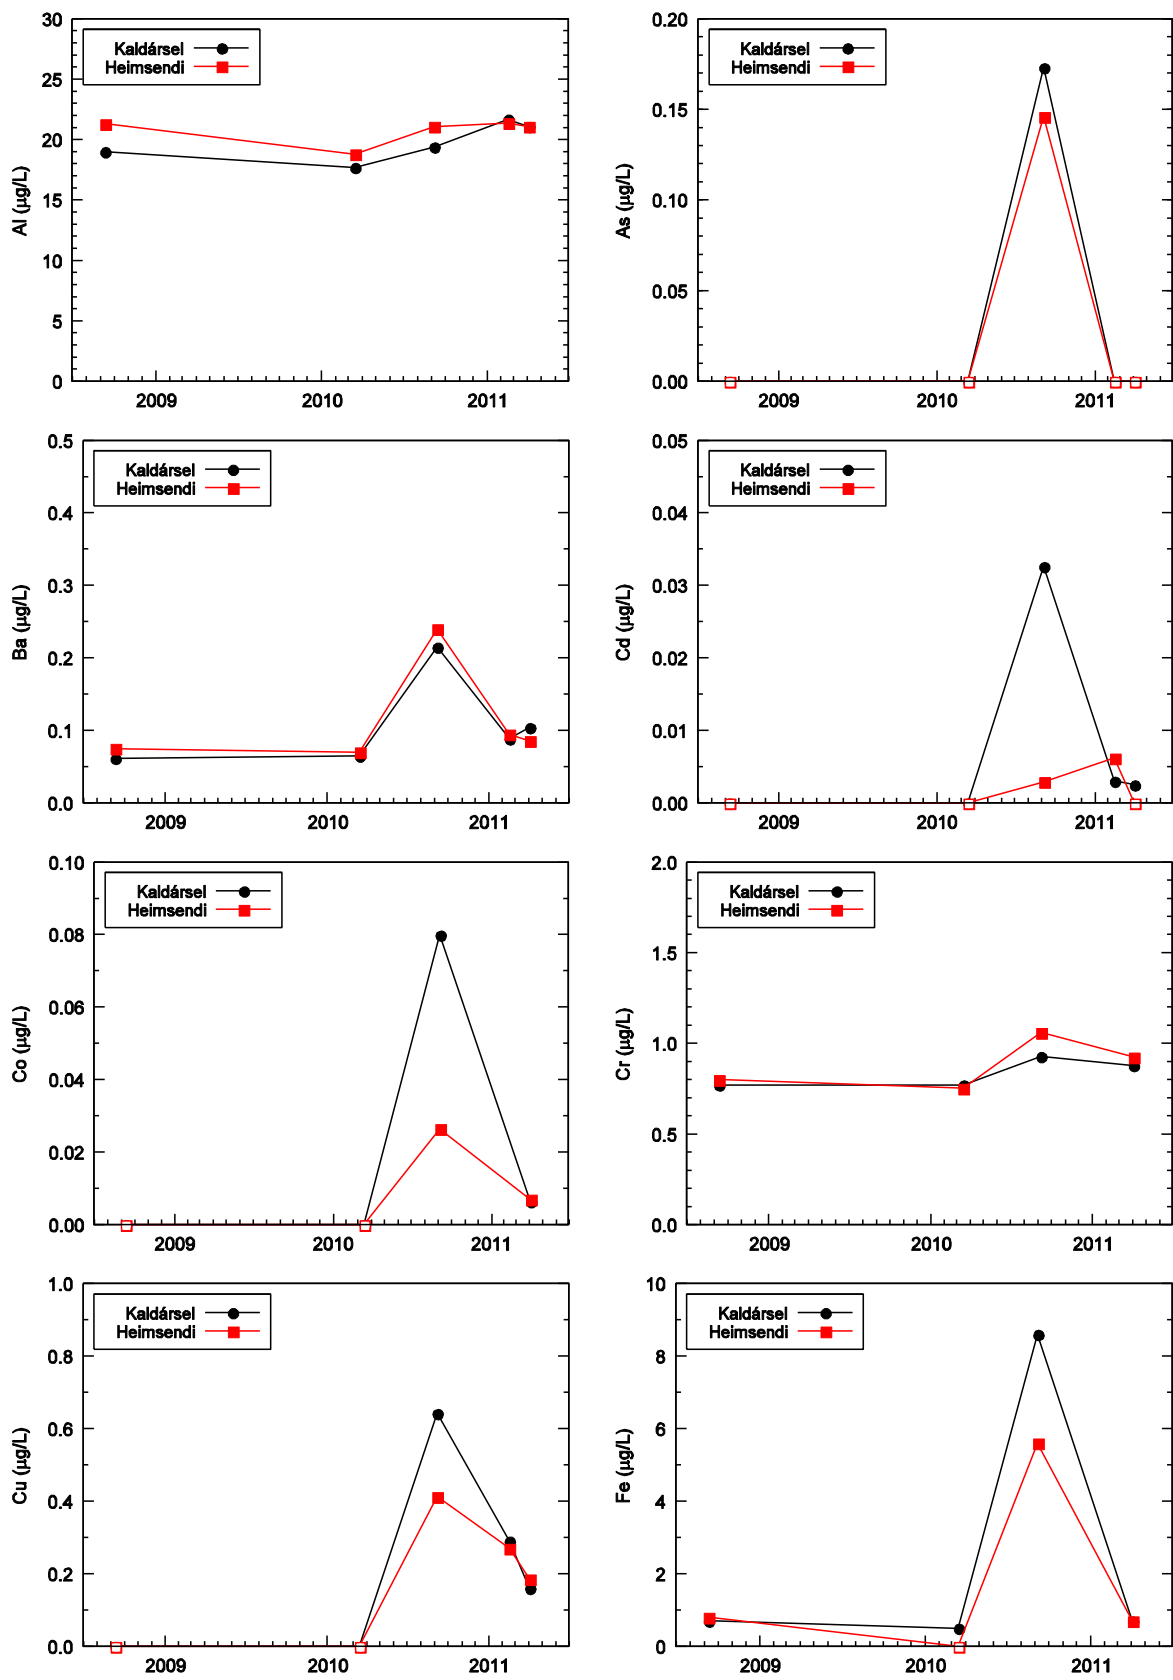 30
25
20
15
10
5
0
Al (µg/L)
Kaldársel
Heimsendi
2009 2010 2011
0.20
0.15
0.10
0.05
0.00
As (µg/L)
Kaldársel
Heimsendi
2009 2010 2011
0.5
0.4
0.3
0.2
0.1
0.0
Ba (µg/L)
Kaldársel
Heimsendi
2009 2010 2011
0.05
0.04
0.03
0.02
0.01
0.00
Cd (µg/L)
Kaldársel
Heimsendi
2009 2010 2011
0.10
0.08
0.06
0.04
0.02
0.00
Co (µg/L)
Kaldársel
Heimsendi
2009 2010 2011
2.0
1.5
1.0
0.5
0.0
Cr (µg/L)
Kaldársel
Heimsendi
2009 2010 2011
1.0
0.8
0.6
0.4
0.2
0.0
Cu (µg/L)
Kaldársel
Heimsendi
2009 2010 2011
10
8
6
4
2
0
Fe (µg/L)
Kaldársel
Heimsendi
2009 2010 2011